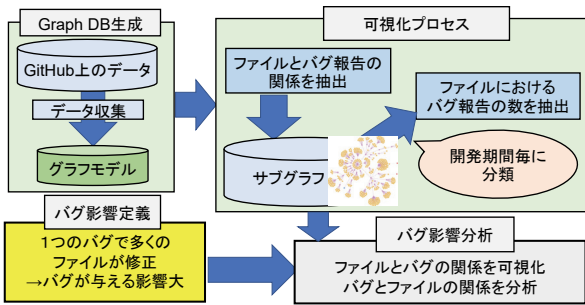 Graph DB生成
GitHub上のデータ
データ収集
グラフモデル
可視化プロセス
ファイルとバグ報告の
関係を抽出
ファイルにおける
バグ報告の数を抽出
サブグラフ
開発期間毎に
分類
バグ影響定義
1つのバグで多くの
ファイルが修正
→バグが与える影響大
バグ影響分析
ファイルとバグの関係を可視化
バグとファイルの関係を分析